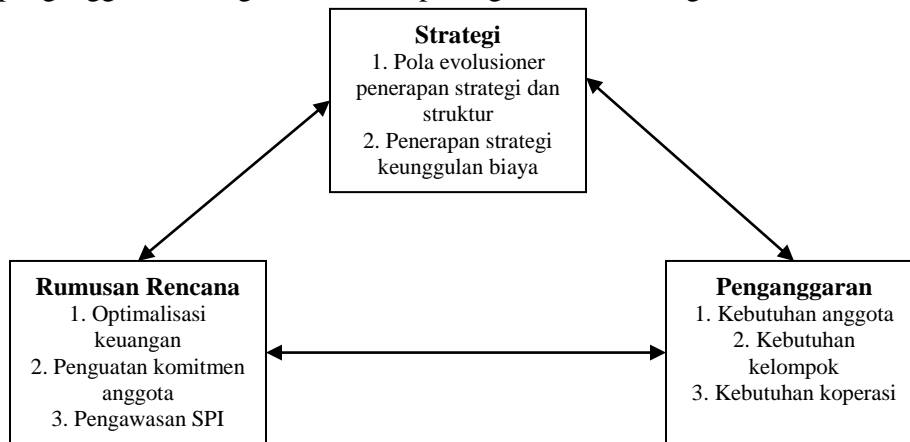 Strategi
1. Pola evolusioner
penerapan strategi dan
struktur
2. Penerapan strategi
keunggulan biaya
Rumusan Rencana
1. Optimalisasi
keuangan
2. Penguatan komitmen
anggota
3. Pengawasan SPI
Penganggaran
1. Kebutuhan anggota
2. Kebutuhan
kelompok
3. Kebutuhan koperasi